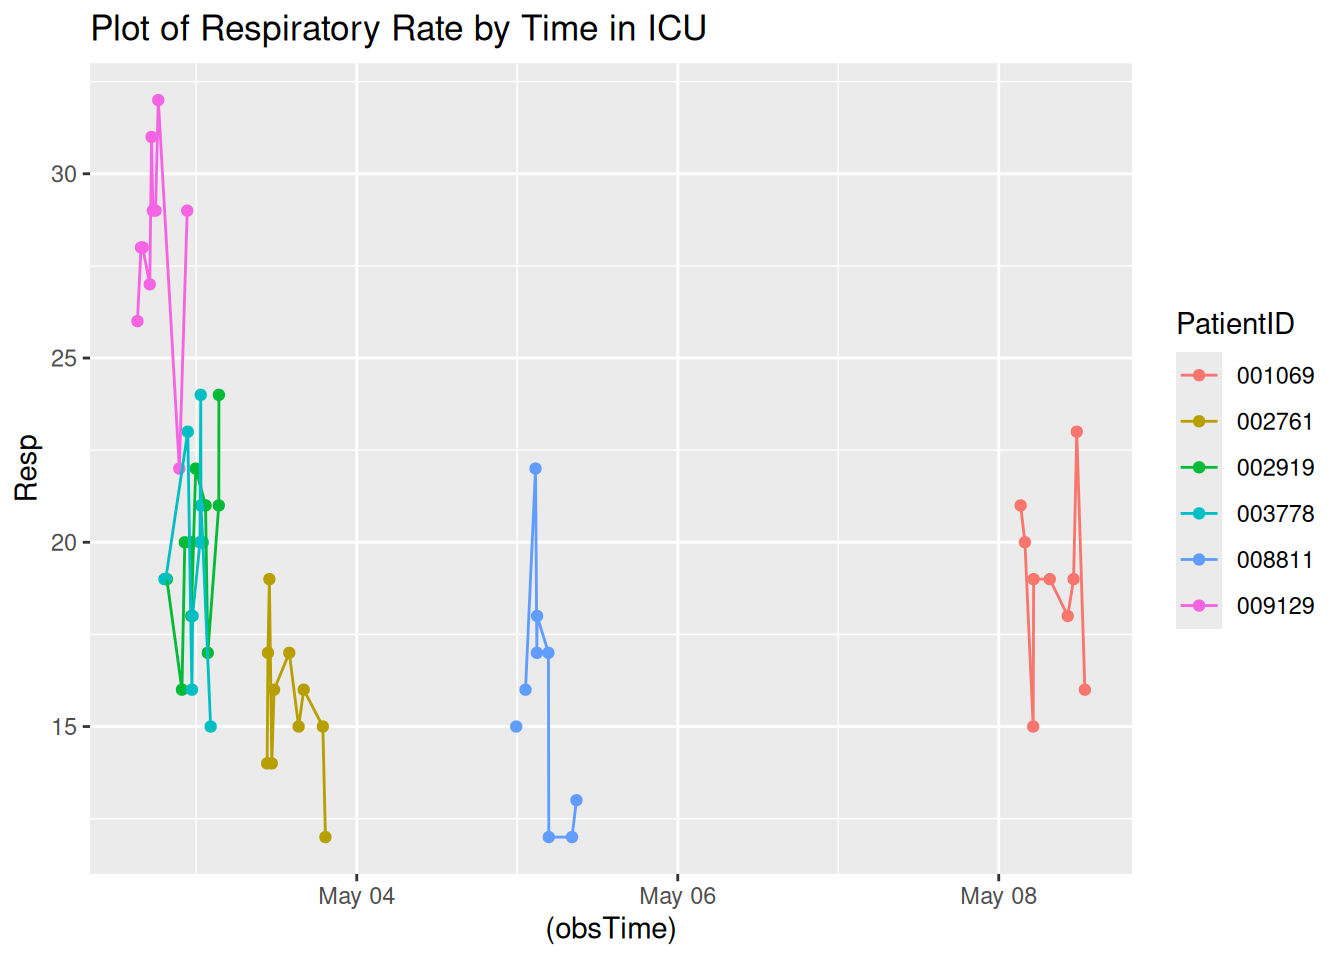 Plot of Respiratory Rate by Time in ICU
30
25
20
15
Resp
May 04
May 06
May 08
(obsTime)
PatientID
001069
002761
002919
003778
008811
009129